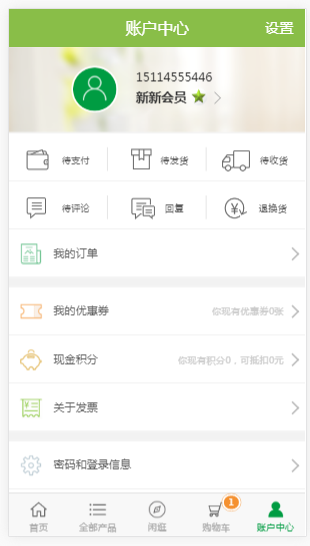 账户中心 设置
15114555446
新新会员
待支付 待发货 待收货
待评论 回复 退换货
我的订单
我的优惠券 你现有优惠券0张
现金积分 你现有积分0，可抵扣0元
关于发票
密码和登录信息
1
首页 全部产品 闲逛 购物车 账户中心